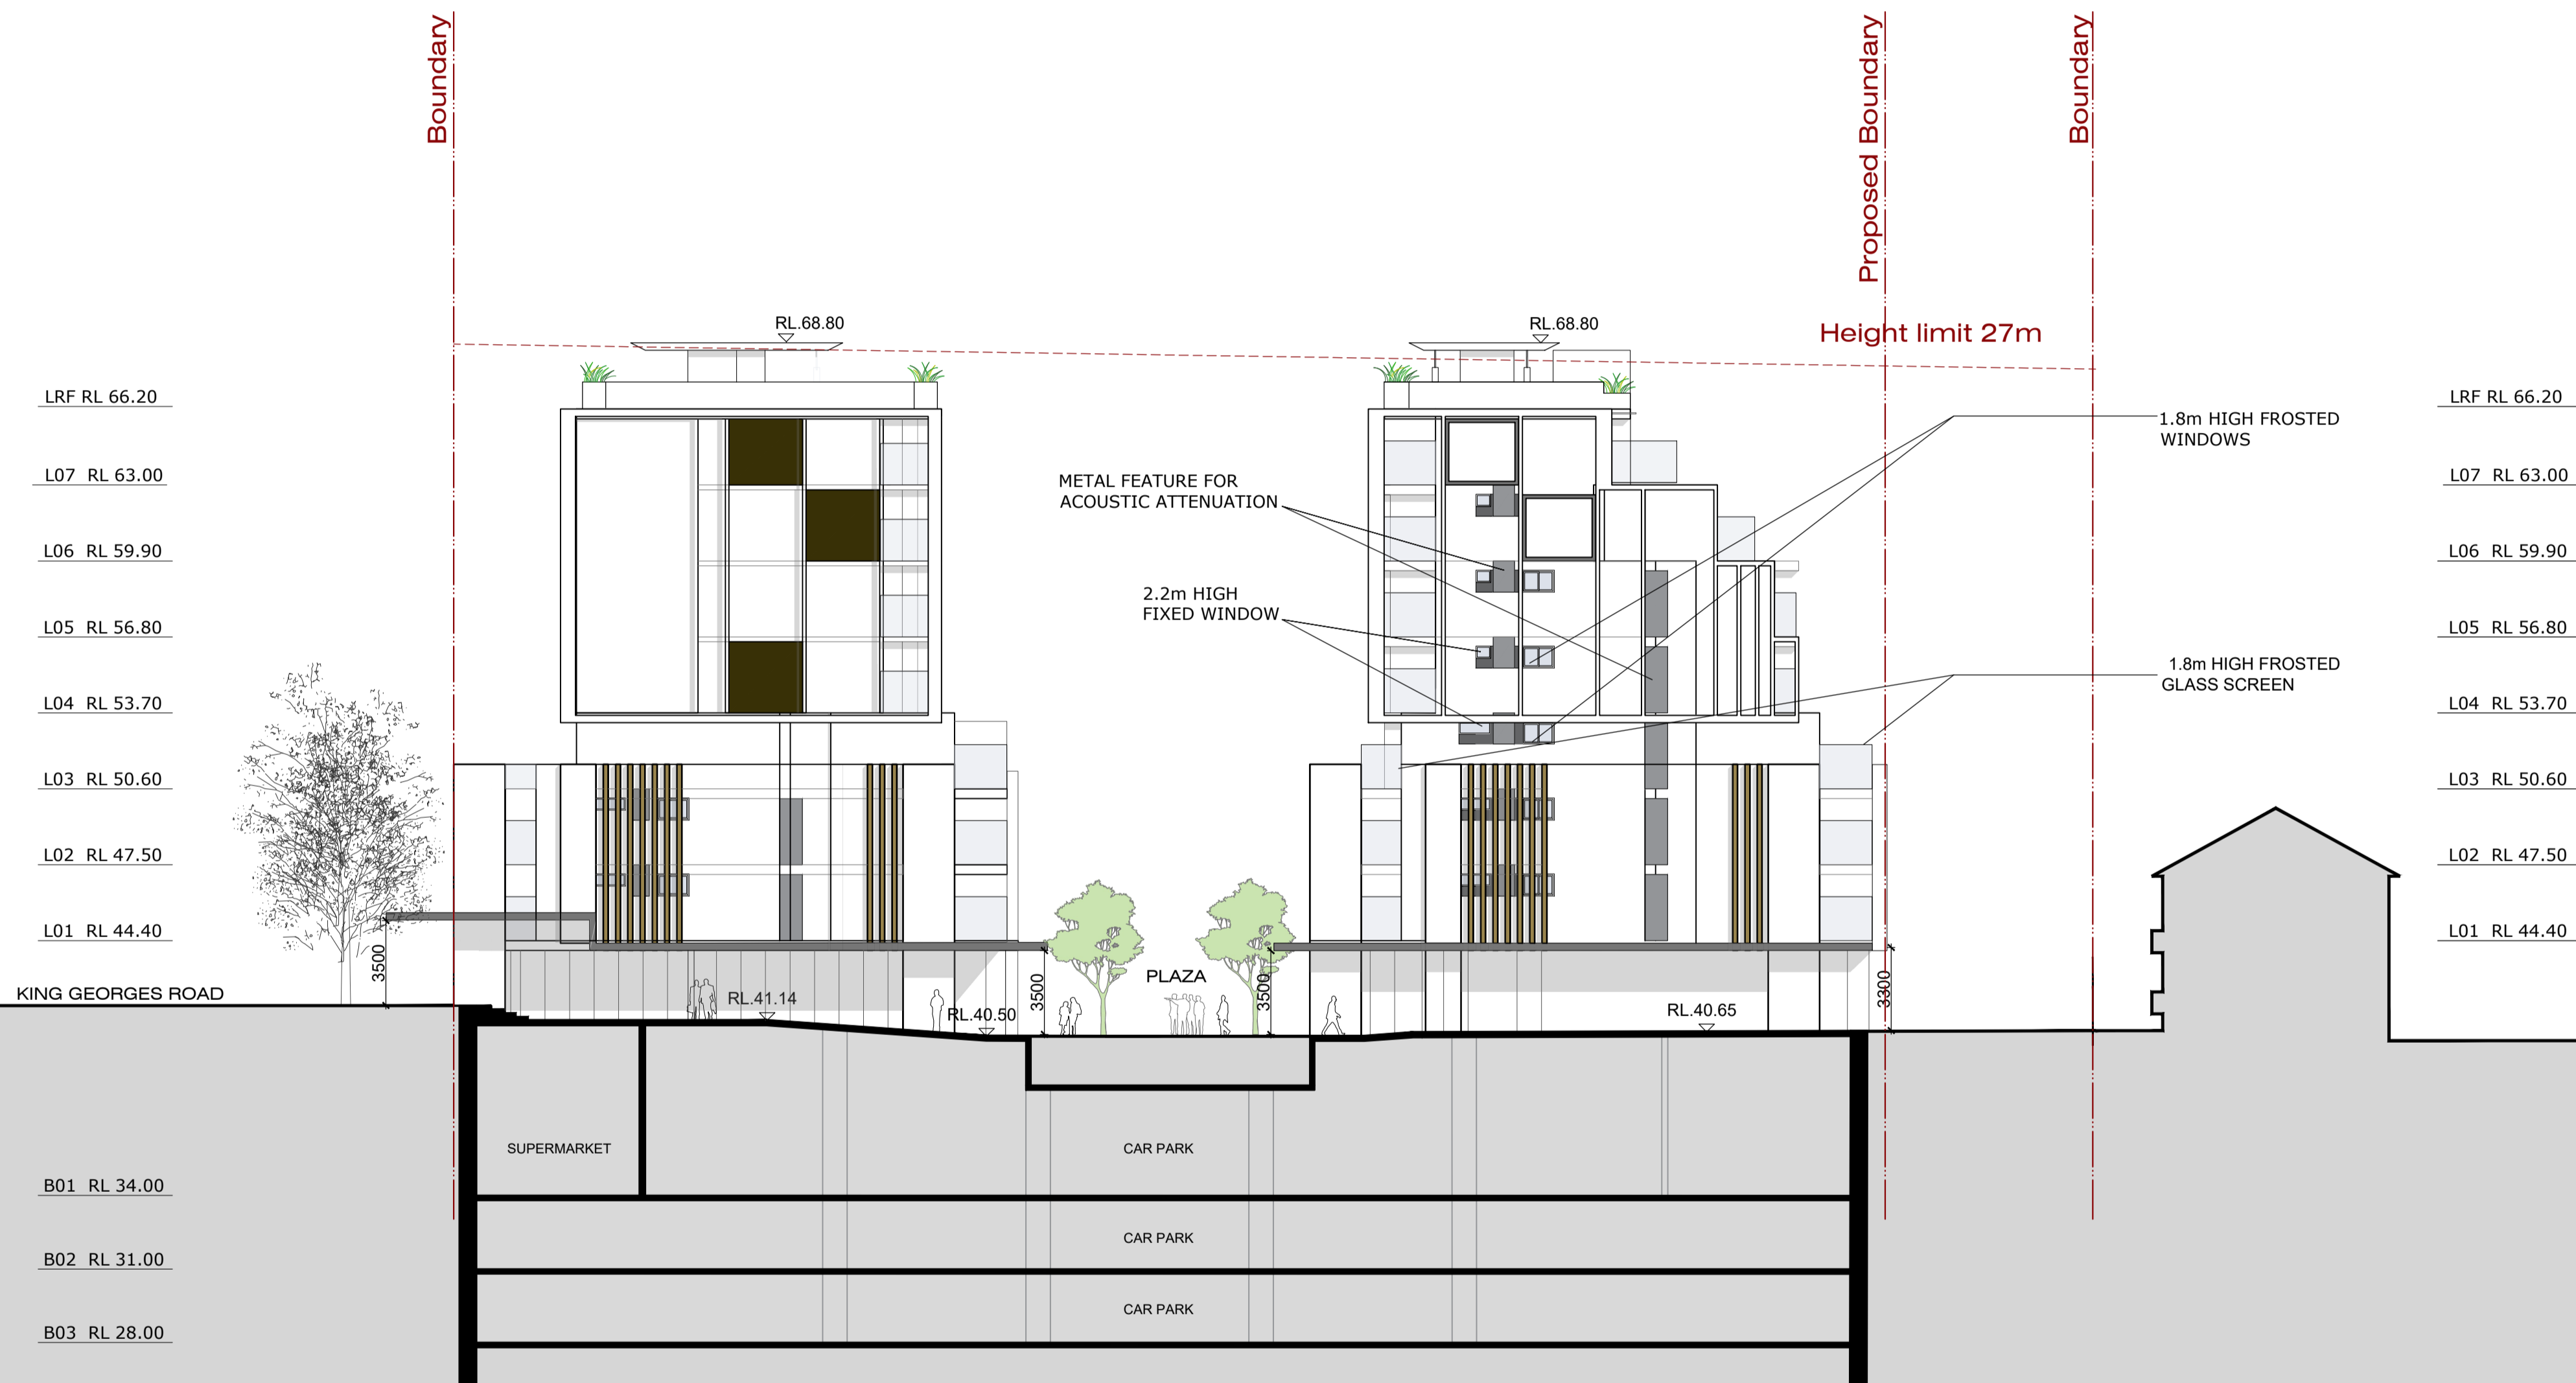 Boundary
Proposed Boundary
Boundary
RL.68.80
RL.68.80
Height limit 27m
LRF RL 66.20
LRF RL 66.20
1.8m HIGH FROSTED
WINDOWS
L07 RL 63.00
METAL FEATURE FOR
ACOUSTIC ATTENUATION
L07 RL 63.00
L06 RL 59.90
L06 RL 59.90
2.2m HIGH
FIXED WINDOW
L05 RL 56.80
L05 RL 56.80
1.8m HIGH FROSTED
GLASS SCREEN
L04 RL 53.70
L04 RL 53.70
L03 RL 50.60
L03 RL 50.60
L02 RL 47.50
L02 RL 47.50
L01 RL 44.40
L01 RL 44.40
3500
3500
PLAZA
3500
3300
KING GEORGES ROAD
RL.41.14
RL.40.50
RL.40.65
SUPERMARKET
CAR PARK
B01 RL 34.00
CAR PARK
B02 RL 31.00
CAR PARK
B03 RL 28.00